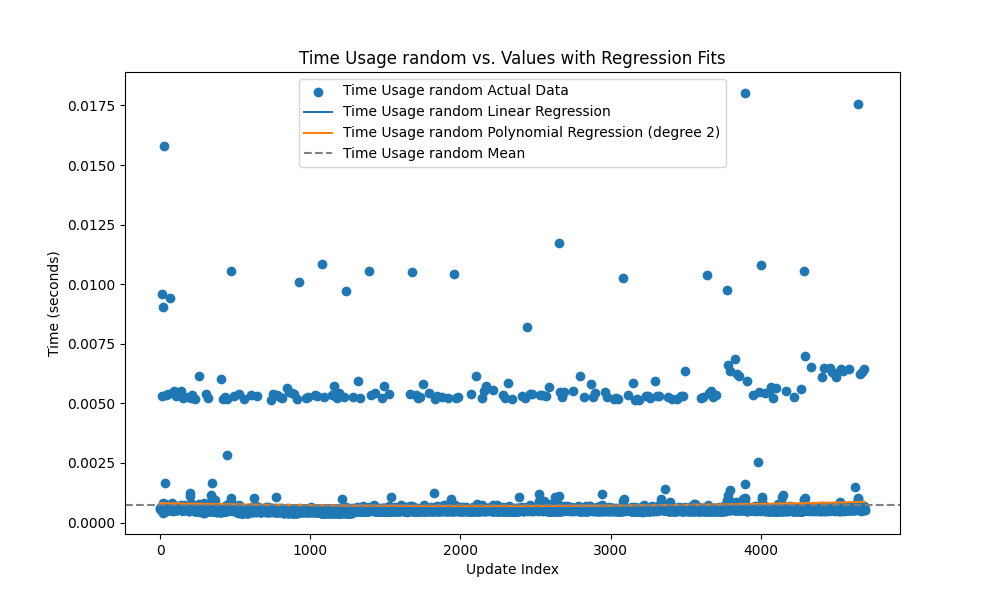 Time Usage random vs. Values with Regression Fits
Time Usage random Actual Data
Time Usage random Linear Regression
Time Usage random Polynomial Regression (degree 2)
Time Usage random Mean
0.0175
0.0150
0.0125
0.0100
0.0075
0.0050
0.0025
0.0000
Time (seconds)
0 1000 2000 3000 4000
Update Index